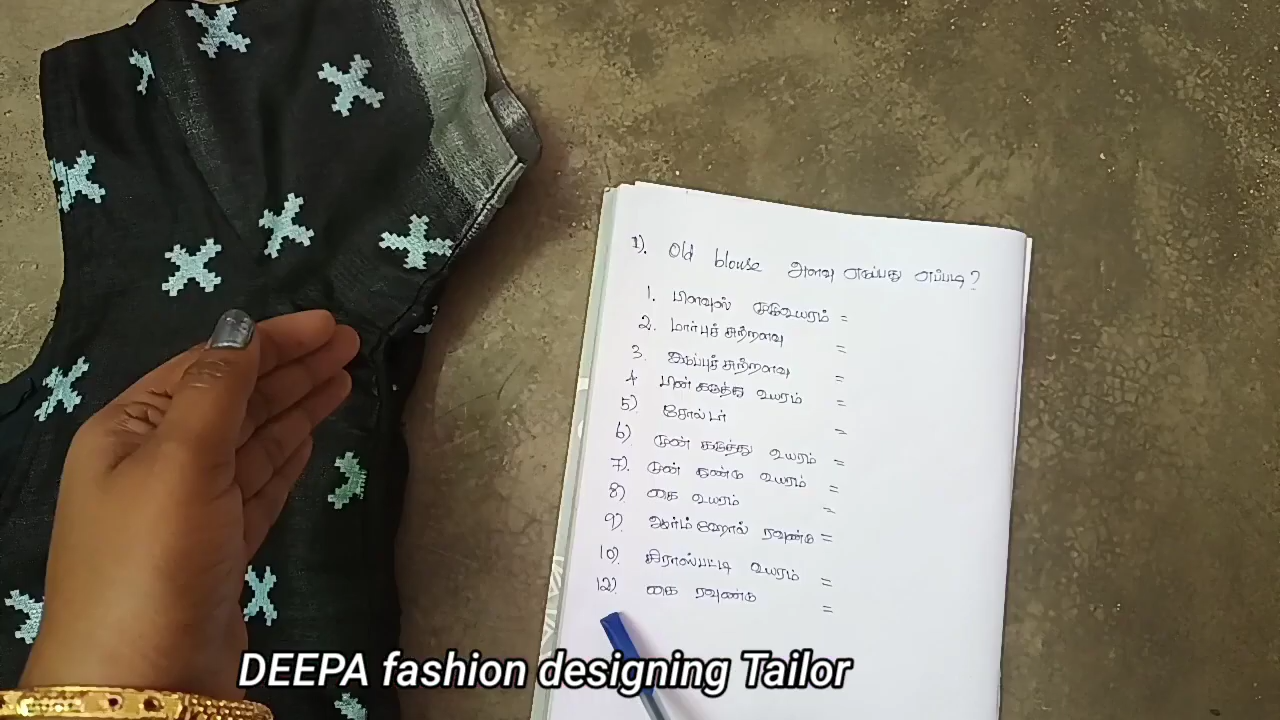 1). Old blouse அளவு எடுப்பது எப்படி?
1. பிளவுஸ் முழுஉயரம் =
2. மார்புச் சுற்றளவு =
3. இடுப்புச் சுற்றளவு =
4 பின் கழுத்து உயரம் =
5) சோல்டர் =
6) முன் கழுத்து உயரம் =
7). முன் துண்டு உயரம் =
8) கை உயரம் =
9). ஆர்ம்ஹோல் ரவுண்டு =
10). கிராஸ்பட்டி உயரம் =
12). கை ரவுண்டு =
DEEPA fashion designing Tailor